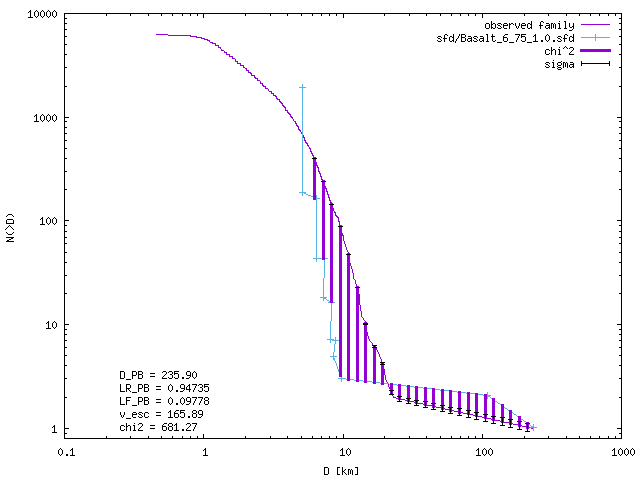 10000
1000
100
10
1
N(>D)
observed family
sfd/Basalt_6_75_1.0.sfd
chi^2
sigma
D_PB = 235.90
LR_PB = 0.94735
LF_PB = 0.09778
v_esc = 165.89
chi2 = 681.27
0.1 1 10 100 1000
D [km]